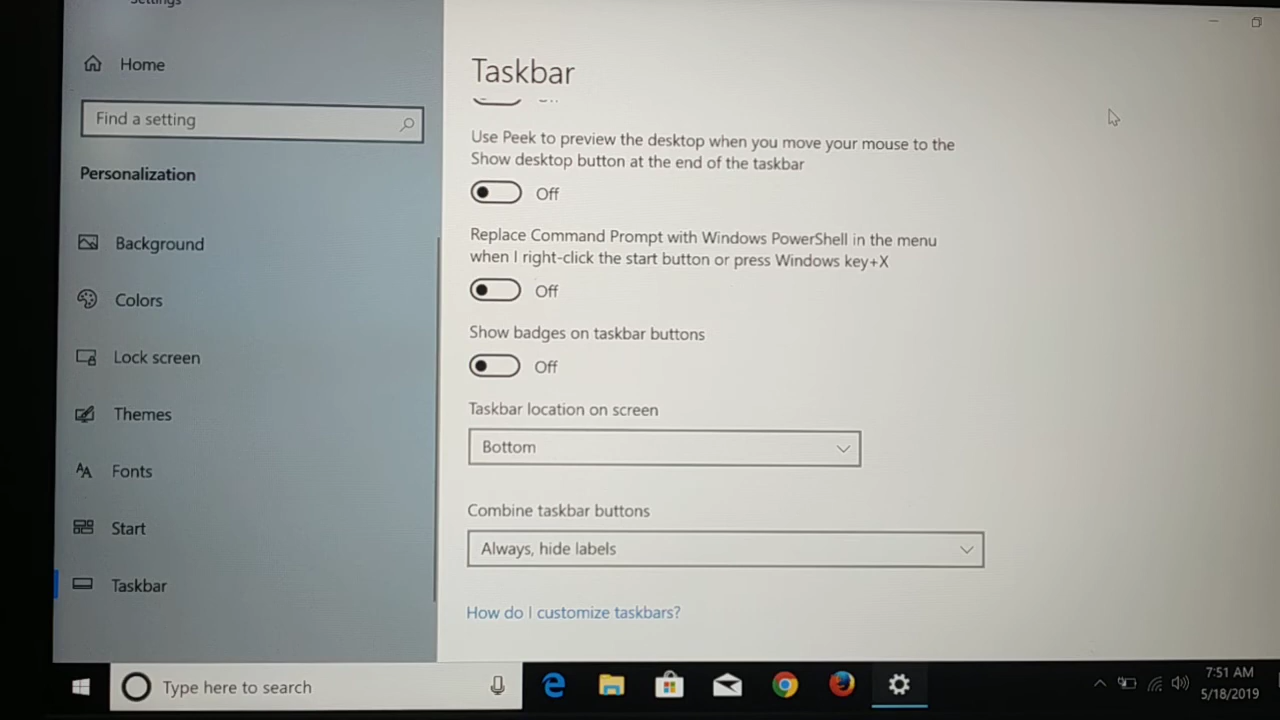 Settings
Home
Find a setting
Personalization
Background
Colors
Lock screen
Themes
Fonts
Start
Taskbar
Taskbar
Use Peek to preview the desktop when you move your mouse to the
Show desktop button at the end of the taskbar
Off
Replace Command Prompt with Windows PowerShell in the menu
when I right-click the start button or press Windows key+X
Off
Show badges on taskbar buttons
Off
Taskbar location on screen
Bottom
Combine taskbar buttons
Always, hide labels
How do I customize taskbars?
Type here to search
7:51 AM
5/18/2019